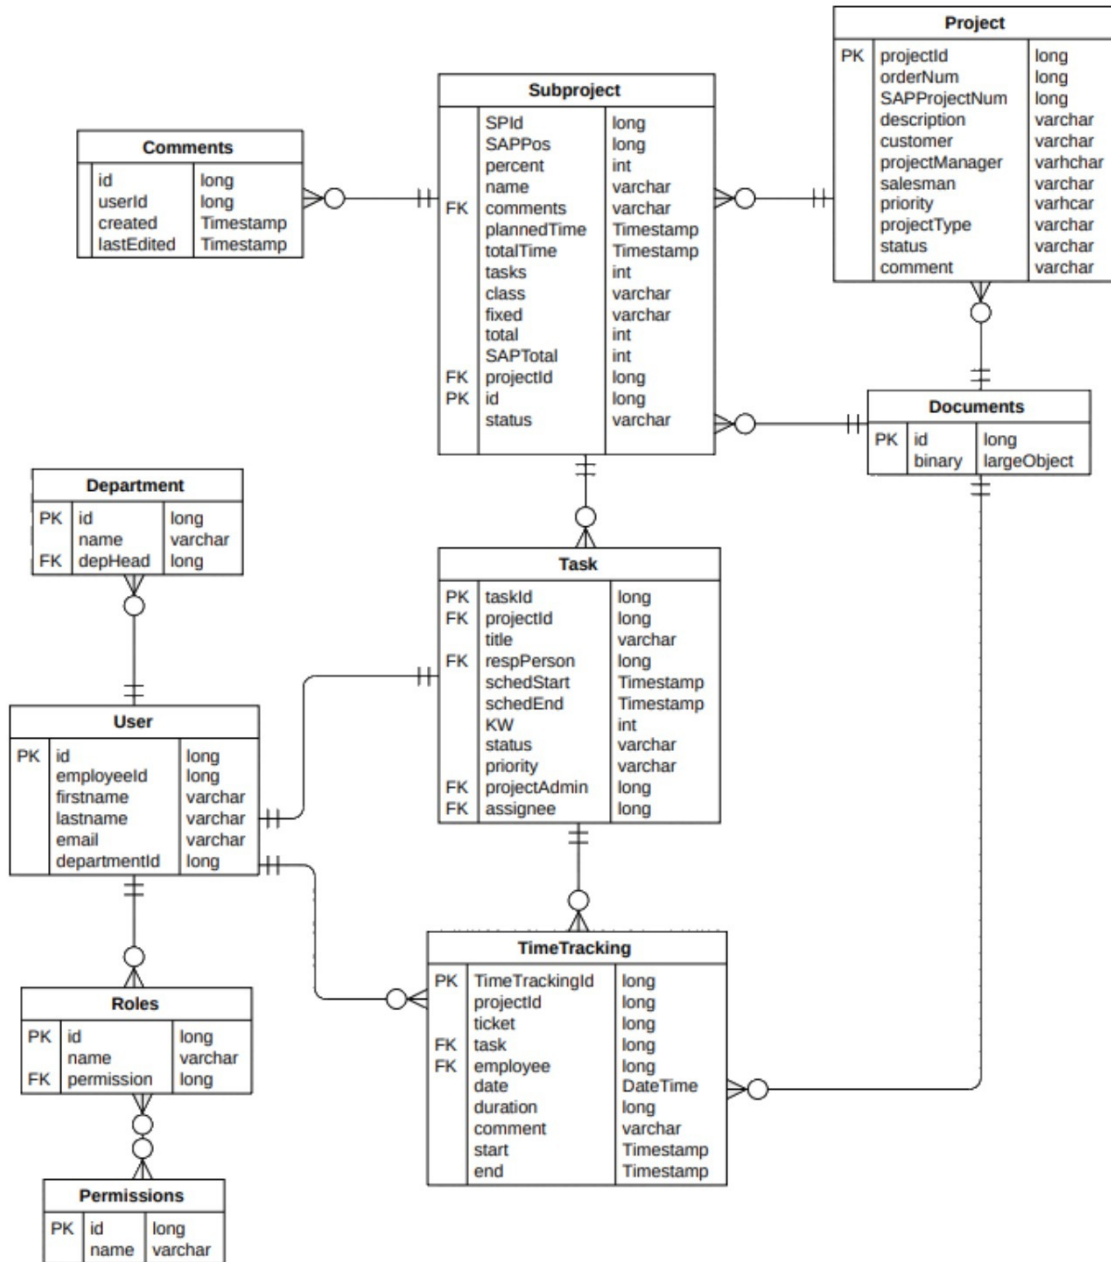 Project
PK projectId long
orderNum long
SAPProjectNum long
description varchar
customer varchar
projectManager varhchar
salesman varchar
priority varhcar
projectType varchar
status varchar
comment varchar
Subproject
SPId long
SAPPos long
percent int
name varchar
FK comments varchar
plannedTime Timestamp
totalTime Timestamp
tasks int
class varchar
fixed varchar
total int
SAPTotal int
FK projectId long
PK id long
status varchar
Comments
id long
userId long
created Timestamp
lastEdited Timestamp
Documents
PK id long
binary largeObject
Department
PK id long
name varchar
FK depHead long
Task
PK taskId long
FK projectId long
title varchar
FK respPerson long
schedStart Timestamp
schedEnd Timestamp
KW int
status varchar
priority varchar
FK projectAdmin long
FK assignee long
User
PK id long
employeeId long
firstname varchar
lastname varchar
email varchar
departmentId long
TimeTracking
PK TimeTrackingId long
projectId long
ticket long
FK task long
FK employee long
date DateTime
duration long
comment varchar
start Timestamp
end Timestamp
Roles
PK id long
name varchar
FK permission long
Permissions
PK id long
name varchar